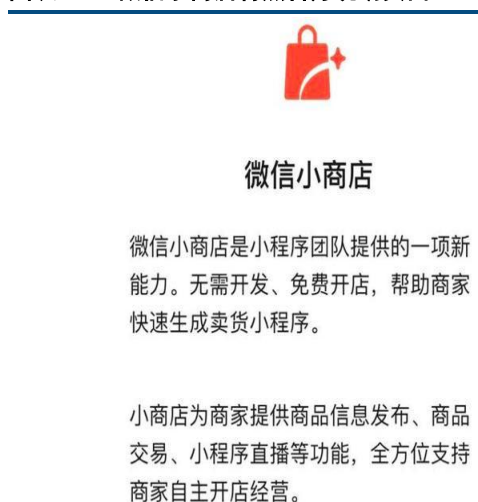 微信小商店
微信小商店是小程序团队提供的一项新
能力。无需开发、免费开店，帮助商家
快速生成卖货小程序。
小商店为商家提供商品信息发布、商品
交易、小程序直播等功能，全方位支持
商家自主开店经营。